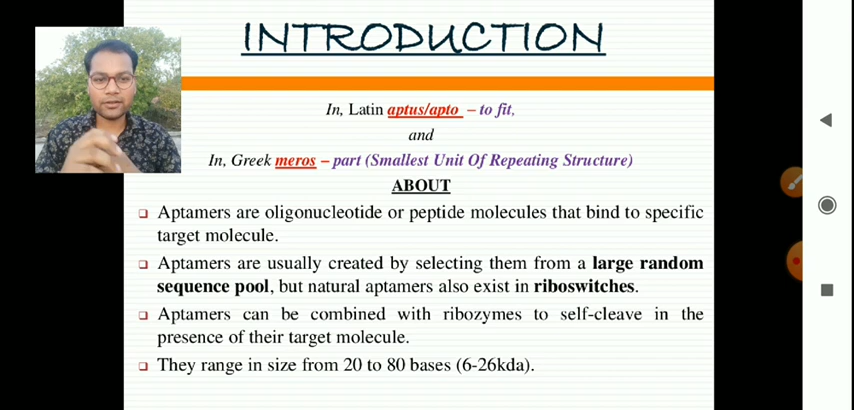 INTRODUCTION
In, Latin aptus/apto – to fit,
and
In, Greek meros – part (Smallest Unit Of Repeating Structure)
ABOUT
Aptamers are oligonucleotide or peptide molecules that bind to specific
target molecule.
Aptamers are usually created by selecting them from a large random
sequence pool, but natural aptamers also exist in riboswitches.
Aptamers can be combined with ribozymes to self-cleave in the
presence of their target molecule.
They range in size from 20 to 80 bases (6-26kda).